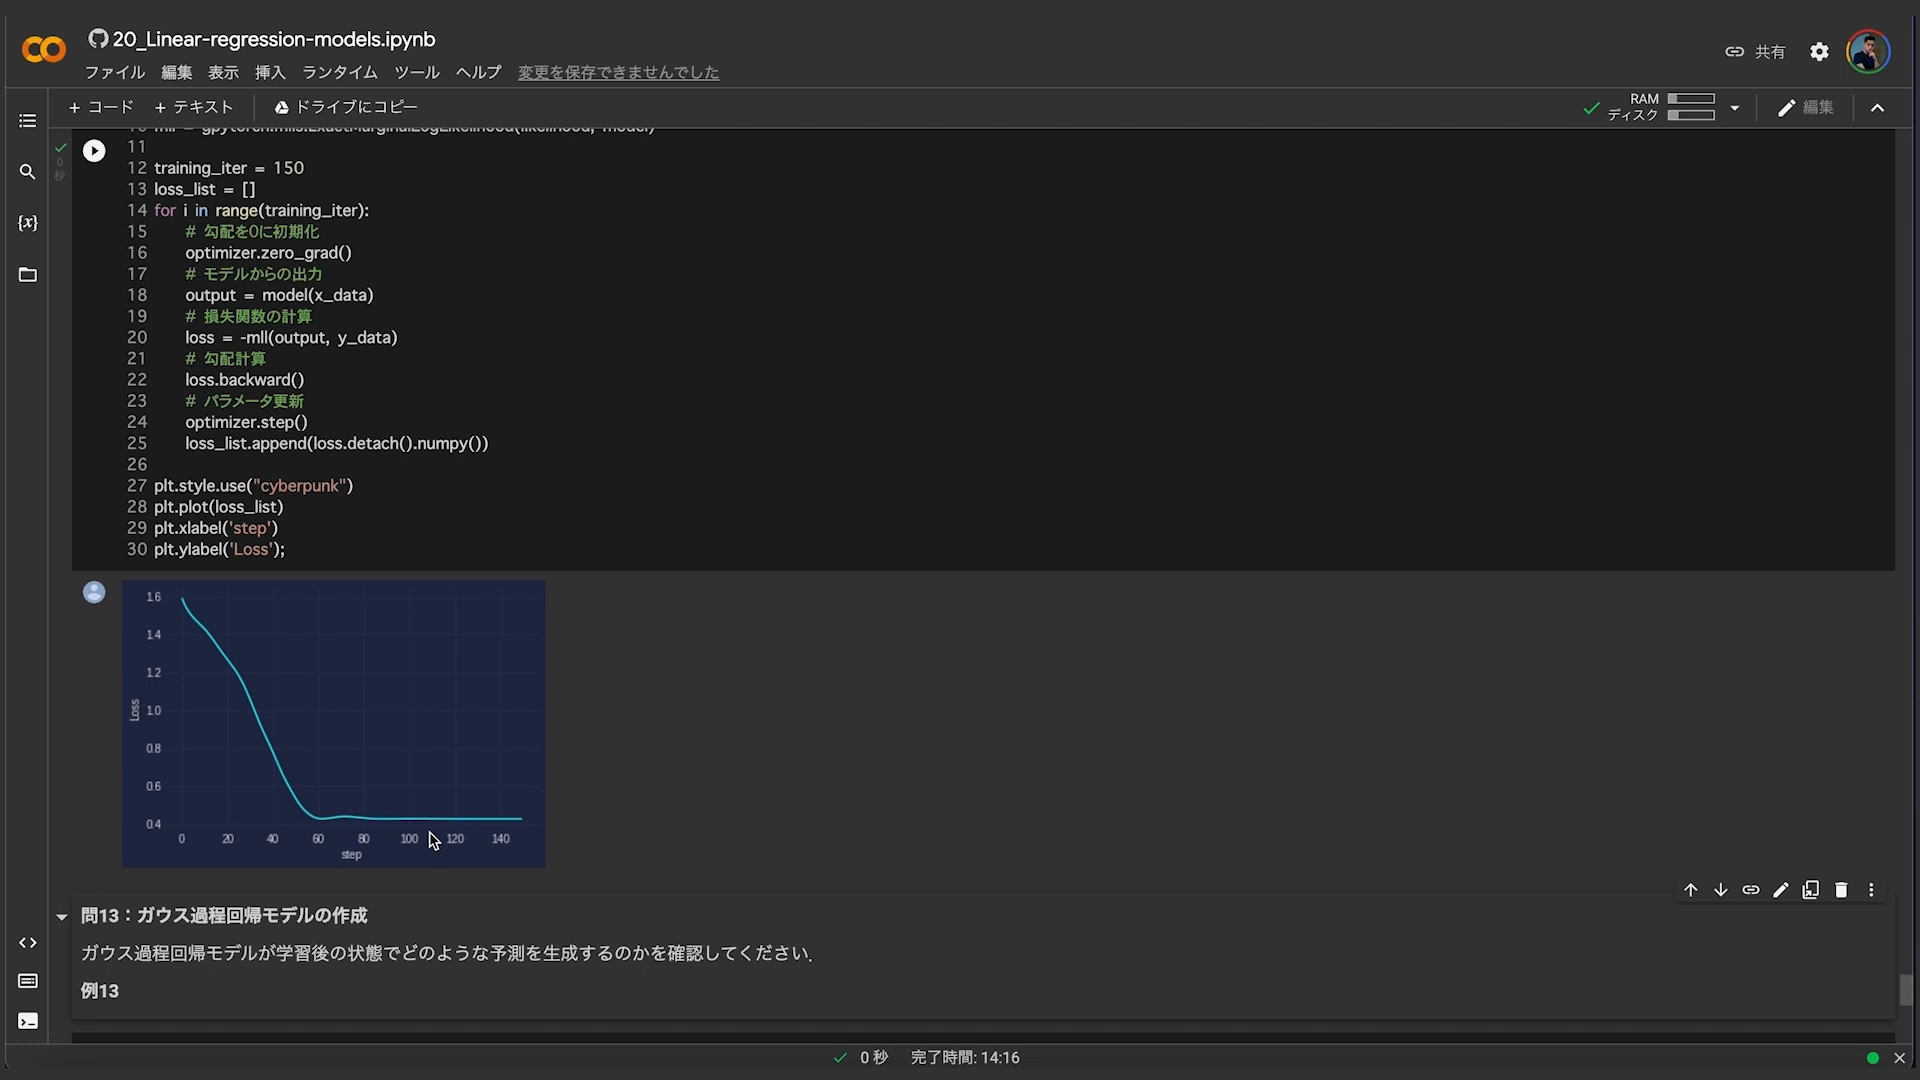 20_Linear-regression-models.ipynb
共有
ファイル 編集 表示 挿入 ランタイム ツール ヘルプ 変更を保存できませんでした
+ コード + テキスト ドライブにコピー
RAM
ディスク
編集
10 mll = gpytorch.mlls.ExactMarginalLogLikelihood(likelihood, model)
11
12 training_iter = 150
13 loss_list = []
14 for i in range(training_iter):
15 # 勾配を0に初期化
16 optimizer.zero_grad()
17 # モデルからの出力
18 output = model(x_data)
19 # 損失関数の計算
20 loss = -mll(output, y_data)
21 # 勾配計算
22 loss.backward()
23 # パラメータ更新
24 optimizer.step()
25 loss_list.append(loss.detach().numpy())
26
27 plt.style.use("cyberpunk")
28 plt.plot(loss_list)
29 plt.xlabel('step')
30 plt.ylabel('Loss');
0
秒
1.6
1.4
1.2
1.0
0.8
0.6
0.4
Loss
0 20 40 60 80 100 120 140
step
問13：ガウス過程回帰モデルの作成
ガウス過程回帰モデルが学習後の状態でどのような予測を生成するのかを確認してください.
例13
0 秒 完了時間: 14:16